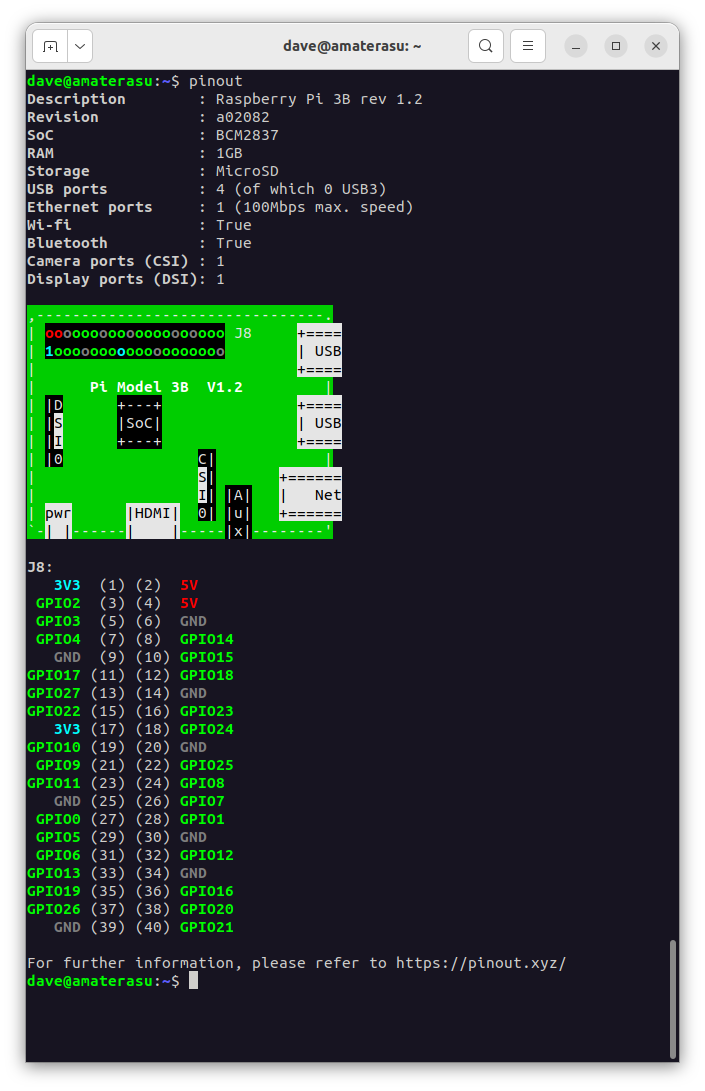 dave@amaterasu: ~
dave@amaterasu:~$ pinout
Description        : Raspberry Pi 3B rev 1.2
Revision           : a02082
SoC                : BCM2837
RAM                : 1GB
Storage            : MicroSD
USB ports          : 4 (of which 0 USB3)
Ethernet ports     : 1 (100Mbps max. speed)
Wi-fi              : True
Bluetooth          : True
Camera ports (CSI) : 1
Display ports (DSI): 1

,--------------------------------.
| oooooooooooooooooooo J8     +====
| 1ooooooooooooooooooo        | USB
|                             +====
|      Pi Model 3B  V1.2         |
| |D      +---+               +====
| |S      |SoC|               | USB
| |I      +---+               +====
| |0               C|            |
|                  S|       +======
|                  I| |A|   |   Net
| pwr      |HDMI|  0| |u|   +======
`-| |------|    |-----|x|--------'

J8:
   3V3  (1) (2)  5V
 GPIO2  (3) (4)  5V
 GPIO3  (5) (6)  GND
 GPIO4  (7) (8)  GPIO14
   GND  (9) (10) GPIO15
GPIO17 (11) (12) GPIO18
GPIO27 (13) (14) GND
GPIO22 (15) (16) GPIO23
   3V3 (17) (18) GPIO24
GPIO10 (19) (20) GND
 GPIO9 (21) (22) GPIO25
GPIO11 (23) (24) GPIO8
   GND (25) (26) GPIO7
 GPIO0 (27) (28) GPIO1
 GPIO5 (29) (30) GND
 GPIO6 (31) (32) GPIO12
GPIO13 (33) (34) GND
GPIO19 (35) (36) GPIO16
GPIO26 (37) (38) GPIO20
   GND (39) (40) GPIO21

For further information, please refer to https://pinout.xyz/
dave@amaterasu:~$